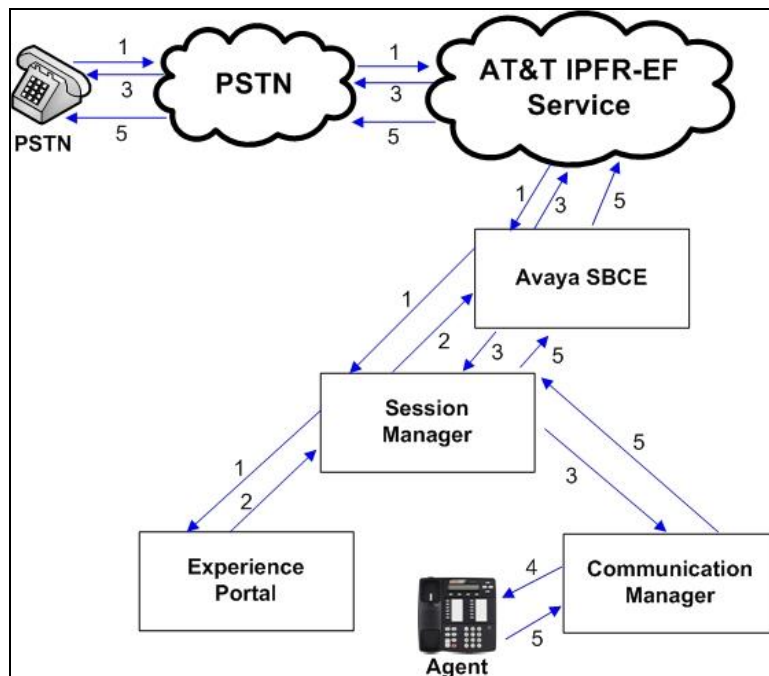 1
1
3
3
5
5
PSTN
PSTN
AT&T IPFR-EF
Service
1
3
5
Avaya SBCE
1
2
3
5
Session
Manager
1
2
3
5
Experience
Portal
4
5
Agent
Communication
Manager